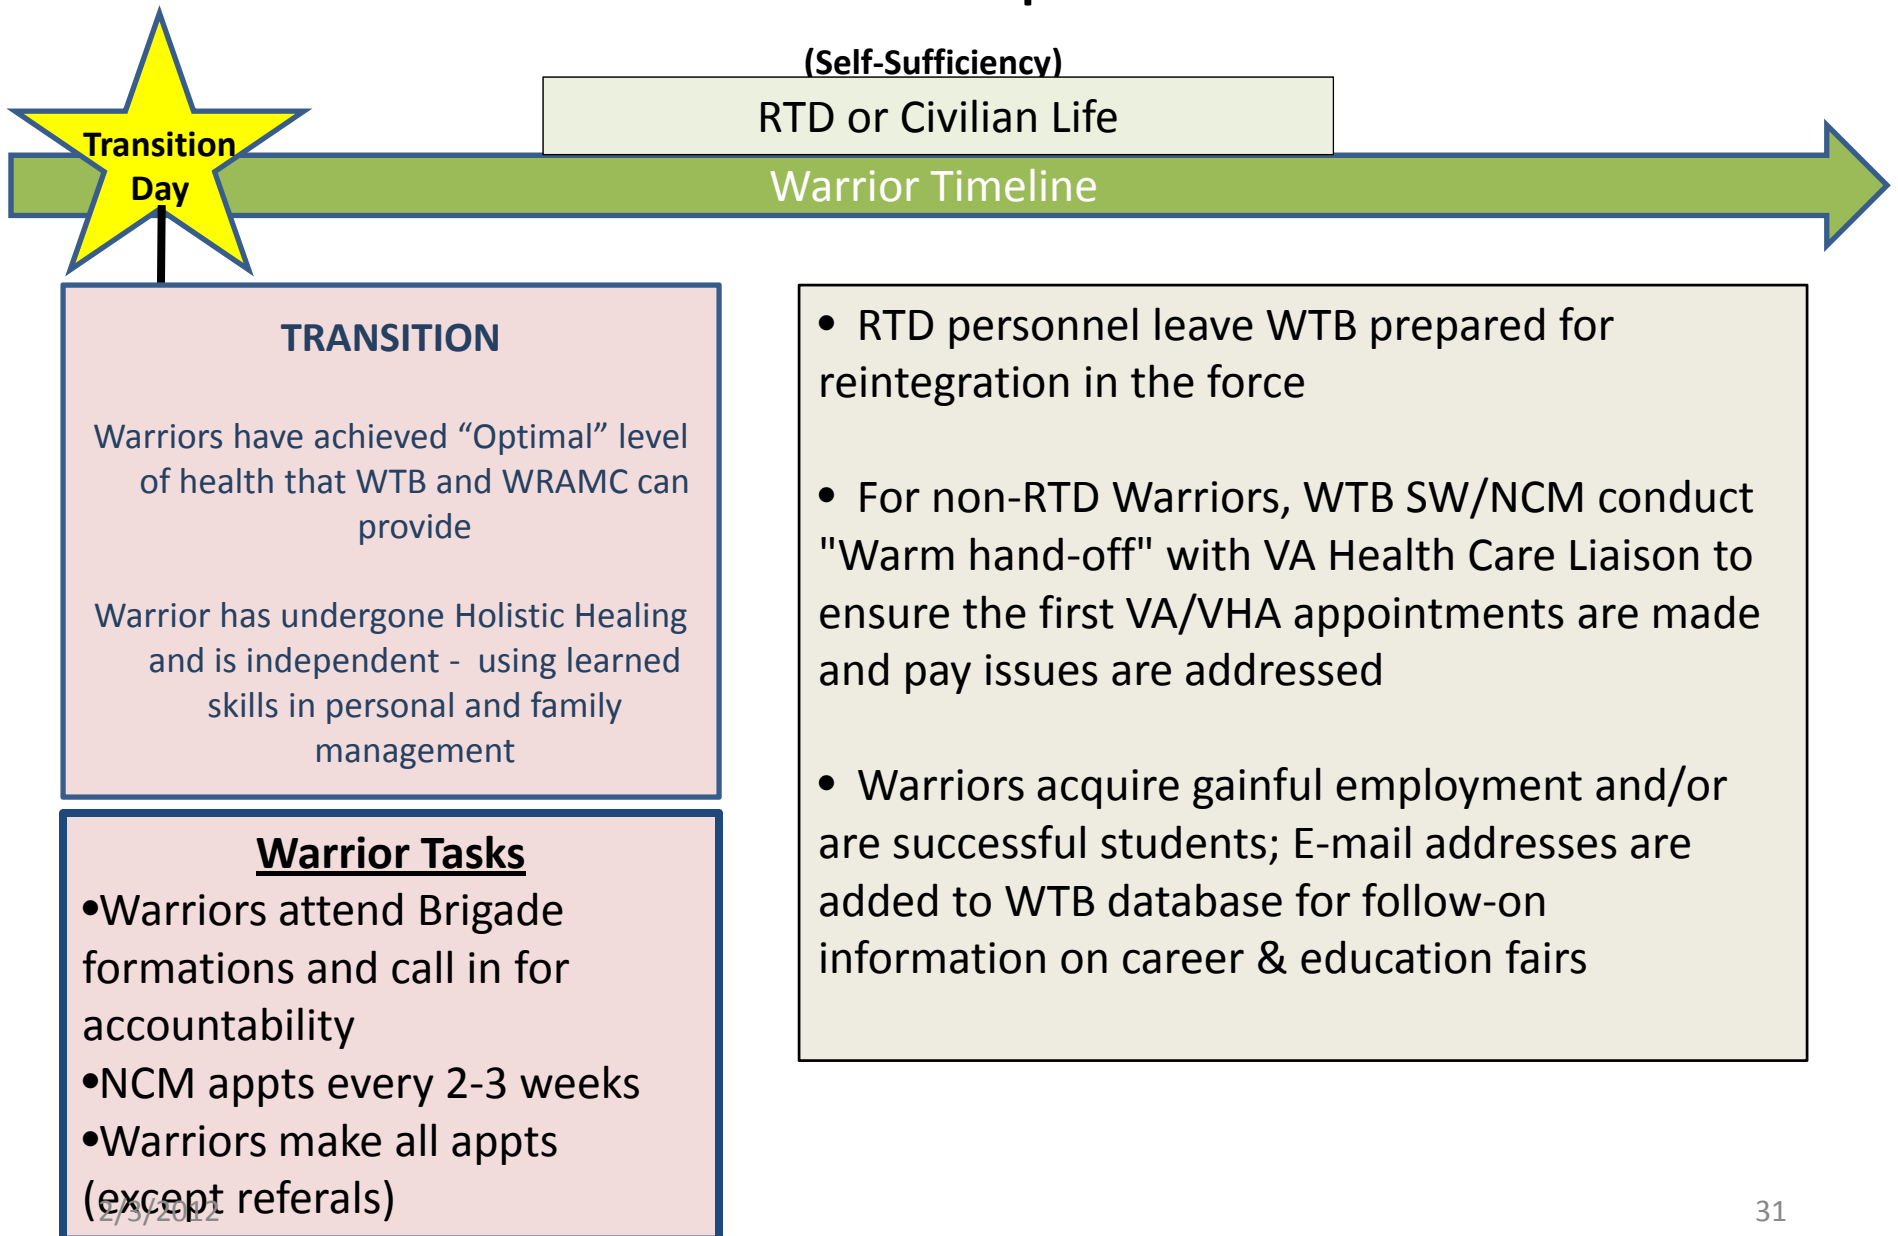 (Self-Sufficiency)
RTD or Civilian Life
Transition
Day
Warrior Timeline
TRANSITION
Warriors have achieved “Optimal” level
of health that WTB and WRAMC can
provide
Warrior has undergone Holistic Healing
and is independent - using learned
skills in personal and family
management
Warrior Tasks
•Warriors attend Brigade
formations and call in for
accountability
•NCM appts every 2-3 weeks
•Warriors make all appts
(except referals)
• RTD personnel leave WTB prepared for
reintegration in the force
• For non-RTD Warriors, WTB SW/NCM conduct
"Warm hand-off" with VA Health Care Liaison to
ensure the first VA/VHA appointments are made
and pay issues are addressed
• Warriors acquire gainful employment and/or
are successful students; E-mail addresses are
added to WTB database for follow-on
information on career & education fairs
2/3/2012
31